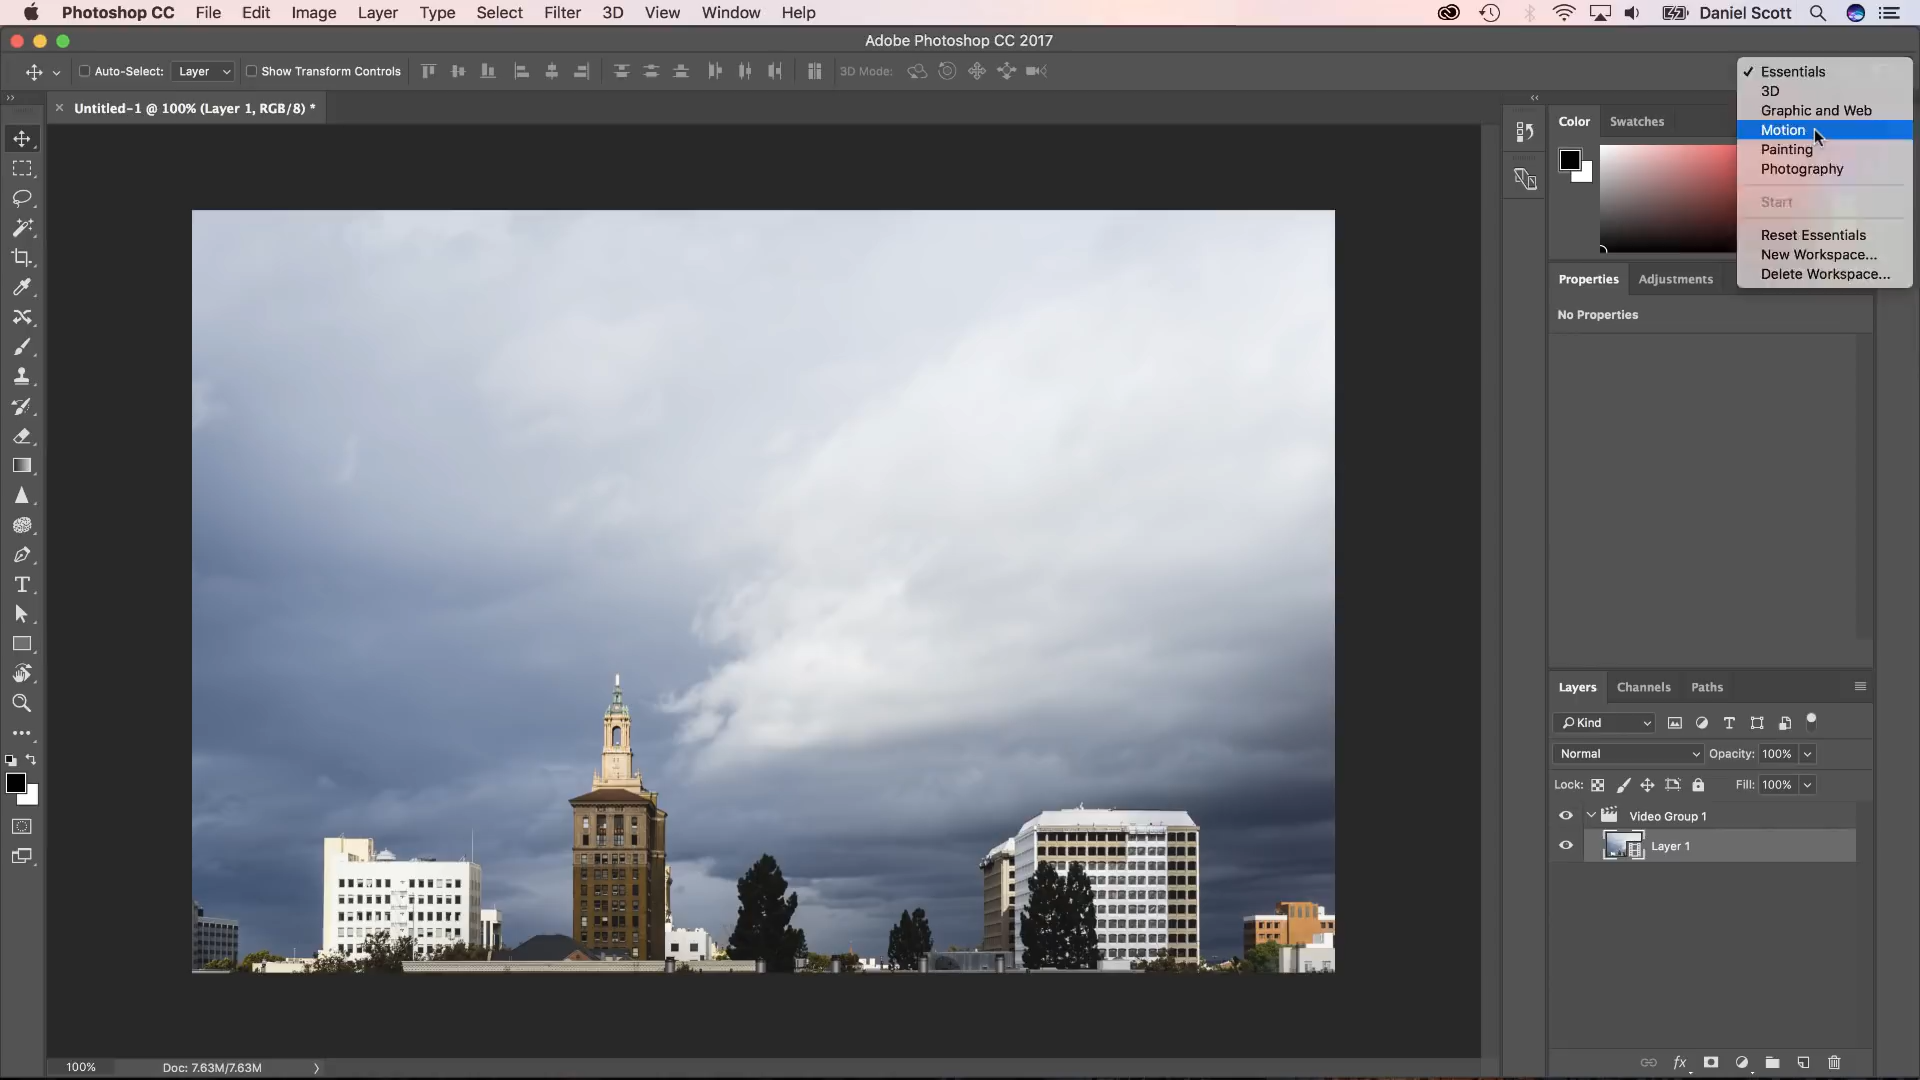 Photoshop CC File Edit Image Layer Type Select Filter 3D View Window Help Daniel Scott
Adobe Photoshop CC 2017
Auto-Select: Layer Show Transform Controls 3D Mode:
Untitled-1 @ 100% (Layer 1, RGB/8) *
Essentials
3D
Graphic and Web
Motion
Painting
Photography
Start
Reset Essentials
New Workspace...
Delete Workspace...
Color Swatches
Properties Adjustments
No Properties
Layers Channels Paths
Kind
Normal Opacity: 100%
Lock: Fill: 100%
Video Group 1
Layer 1
100% Doc: 7.63M/7.63M
fx